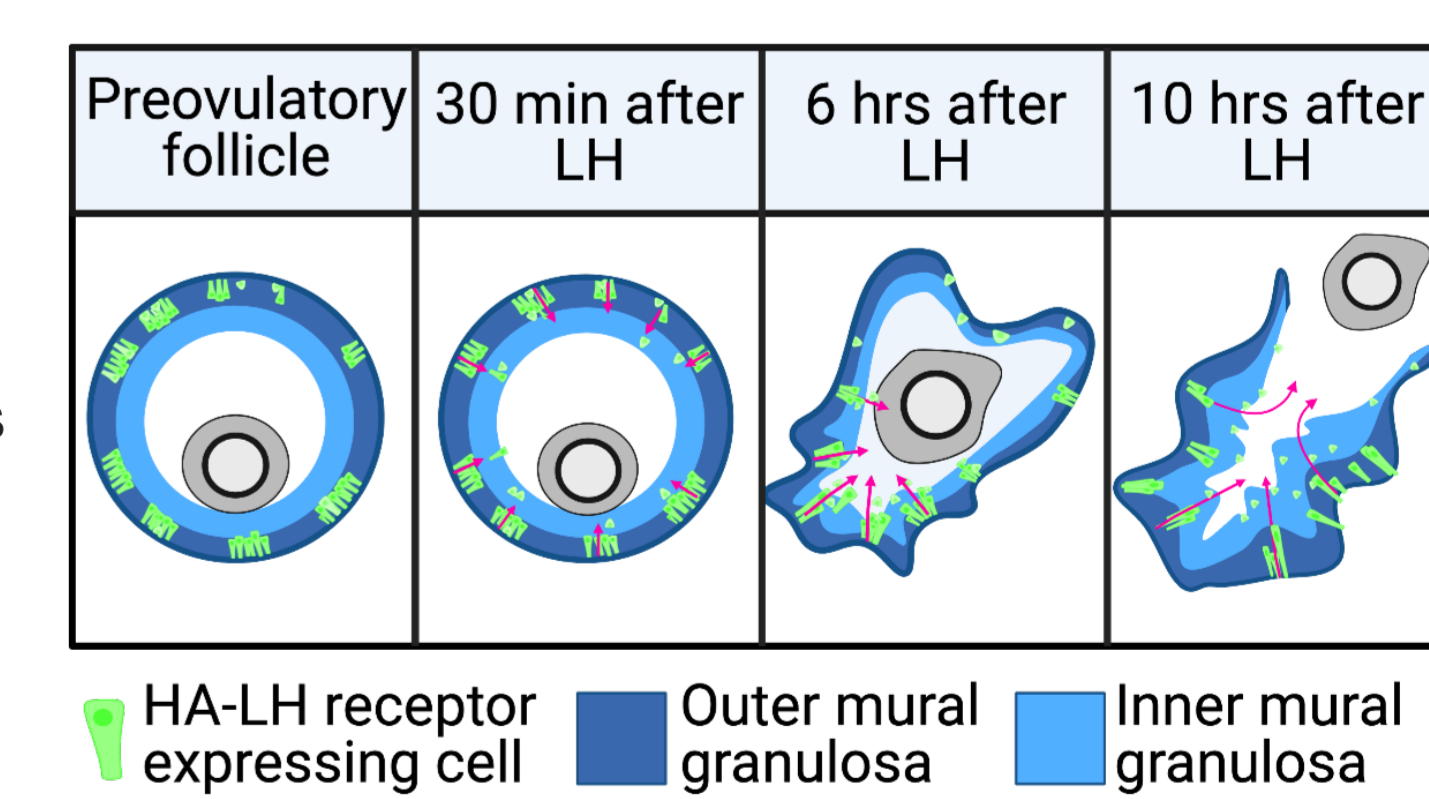 Preovulatory
follicle
30 min after
LH
6 hrs after
LH
10 hrs after
LH
s
HA-LH receptor
expressing cell
Outer mural
granulosa
Inner mural
granulosa